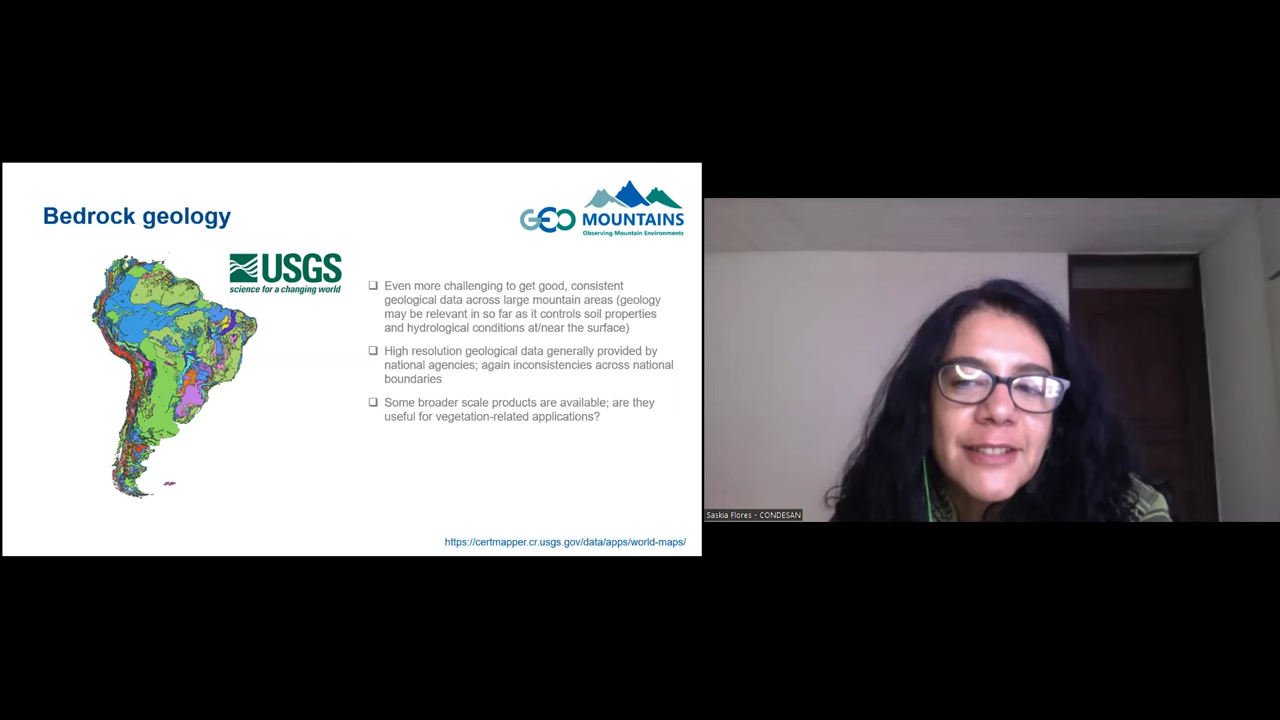 Bedrock geology
GEO MOUNTAINS
Observing Mountain Environments
USGS
science for a changing world
Even more challenging to get good, consistent
geological data across large mountain areas (geology
may be relevant in so far as it controls soil properties
and hydrological conditions at/near the surface)
High resolution geological data generally provided by
national agencies; again inconsistencies across national
boundaries
Some broader scale products are available; are they
useful for vegetation-related applications?
https://certmapper.cr.usgs.gov/data/apps/world-maps/
Saskia Flores - CONDESAN